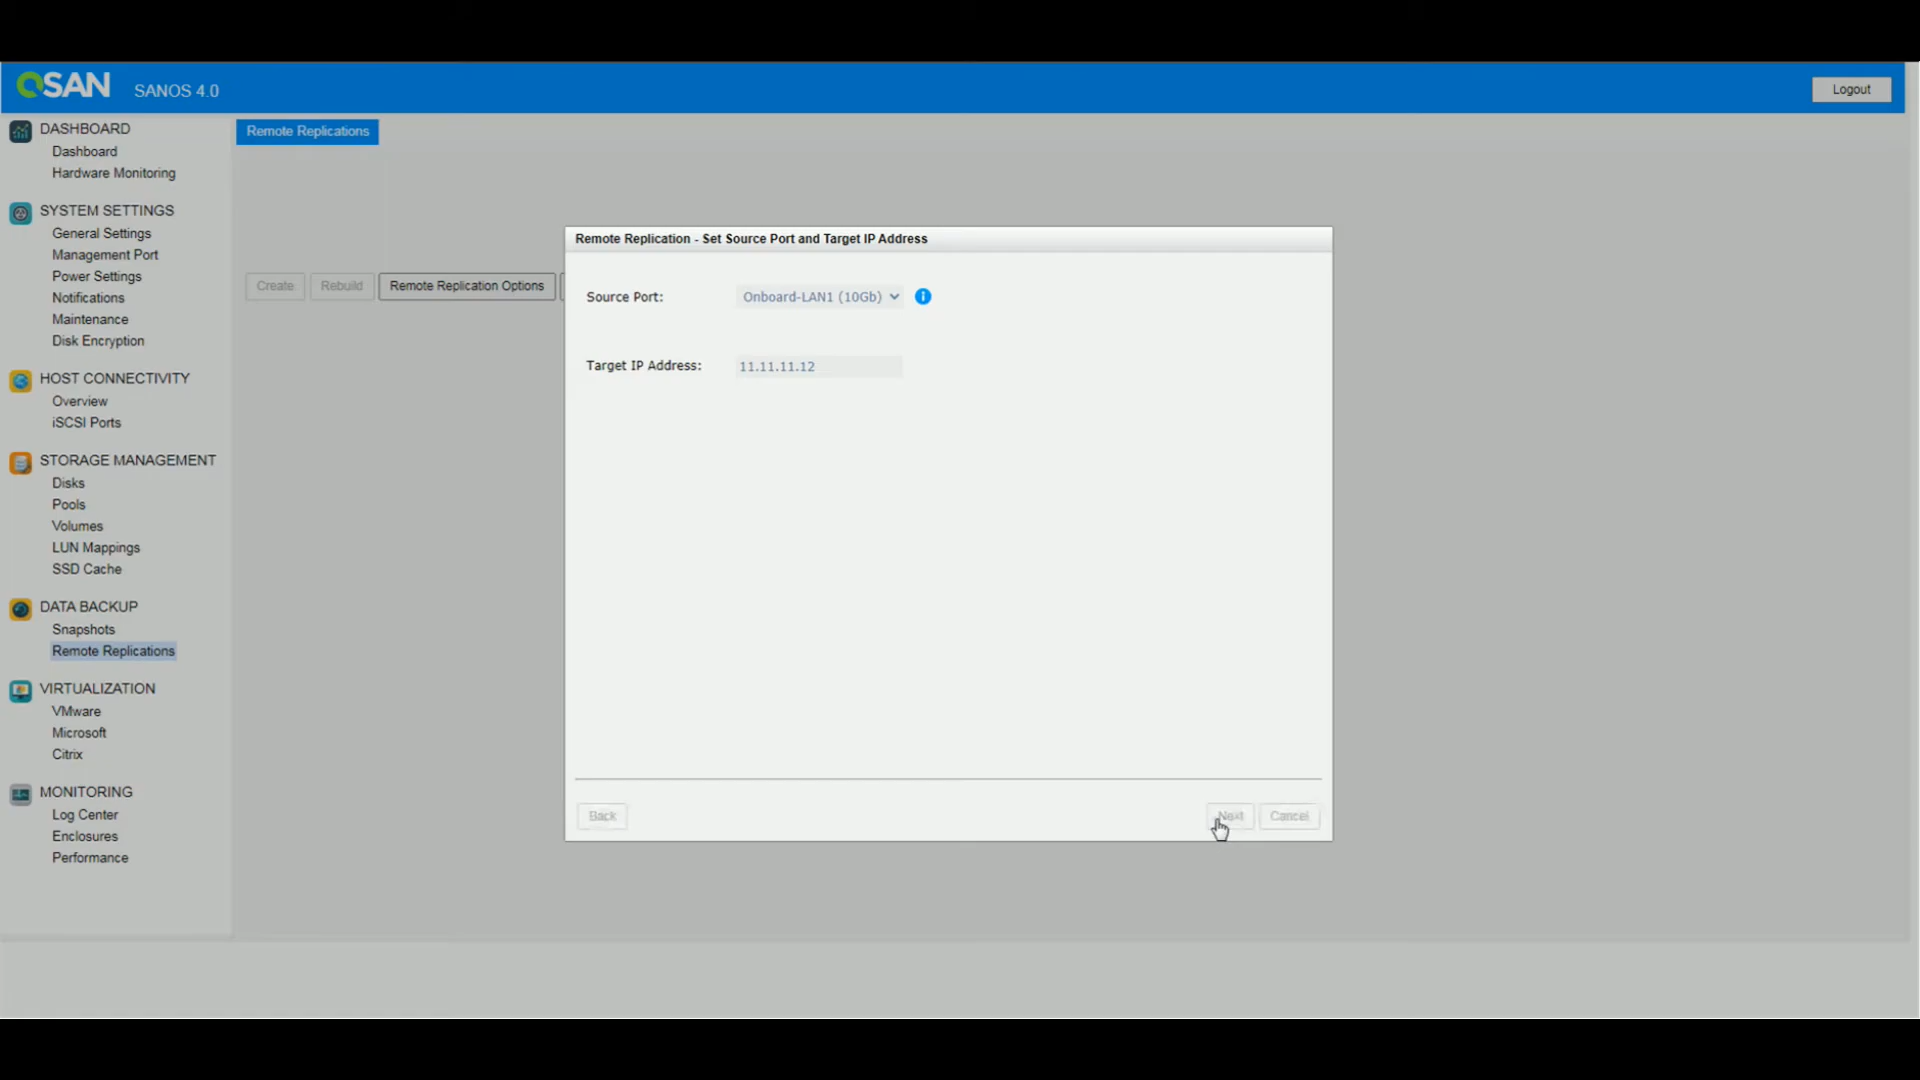 QSAN SANOS 4.0 Logout
DASHBOARD
Dashboard
Hardware Monitoring
SYSTEM SETTINGS
General Settings
Management Port
Power Settings
Notifications
Maintenance
Disk Encryption
HOST CONNECTIVITY
Overview
iSCSI Ports
STORAGE MANAGEMENT
Disks
Pools
Volumes
LUN Mappings
SSD Cache
DATA BACKUP
Snapshots
Remote Replications
VIRTUALIZATION
VMware
Microsoft
Citrix
MONITORING
Log Center
Enclosures
Performance
Remote Replications
Create Rebuild Remote Replication Options
Remote Replication - Set Source Port and Target IP Address
Source Port: Onboard-LAN1 (10Gb)
Target IP Address: 11.11.11.12
Back Next Cancel